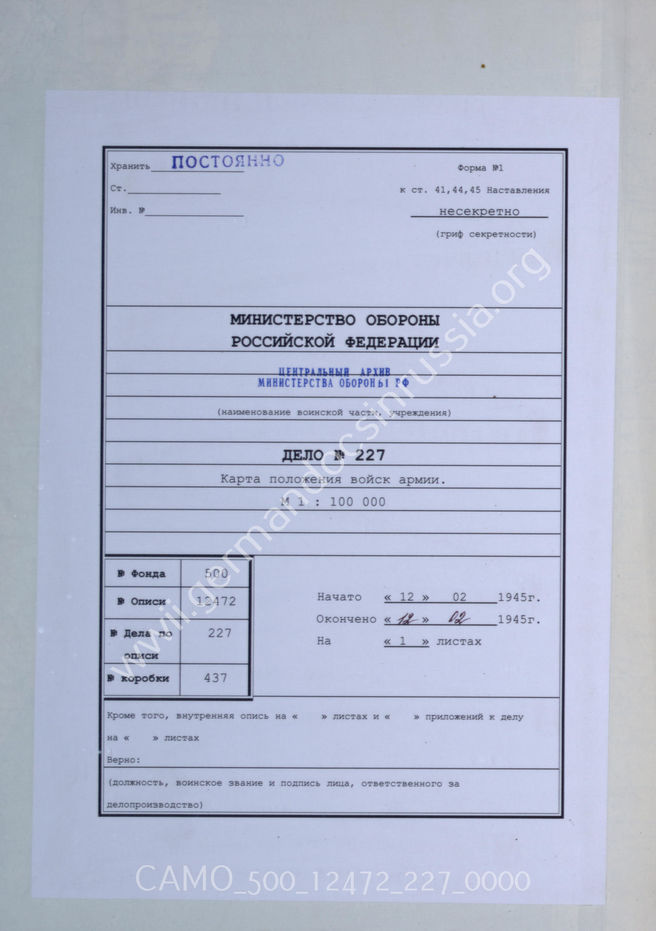 Хранить ПОСТОЯННО
Форма №1
Ст.
к ст. 41,44,45 Наставления
Инв. №
несекретно
(гриф секретности)
МИНИСТЕРСТВО ОБОРОНЫ
РОССИЙСКОЙ ФЕДЕРАЦИИ
ЦЕНТРАЛЬНЫЙ АРХИВ
МИНИСТЕРСТВА ОБОРОНЫ РФ
(наименование воинской части, учреждения)
ДЕЛО № 227
Карта положения войск армии.
М 1 : 100 000
№ Фонда 500
№ Описи 12472
№ Дела по описи 227
№ коробки 437
Начато « 12 » 02 1945г.
Окончено « 12 » 02 1945г.
На « 1 » листах
Кроме того, внутренняя опись на « » листах и « » приложений к делу
на « » листах
Верно:
(должность, воинское звание и подпись лица, ответственного за
делопроизводство)
www.germandocsinrussia.org
CAMO_500_12472_227_0000